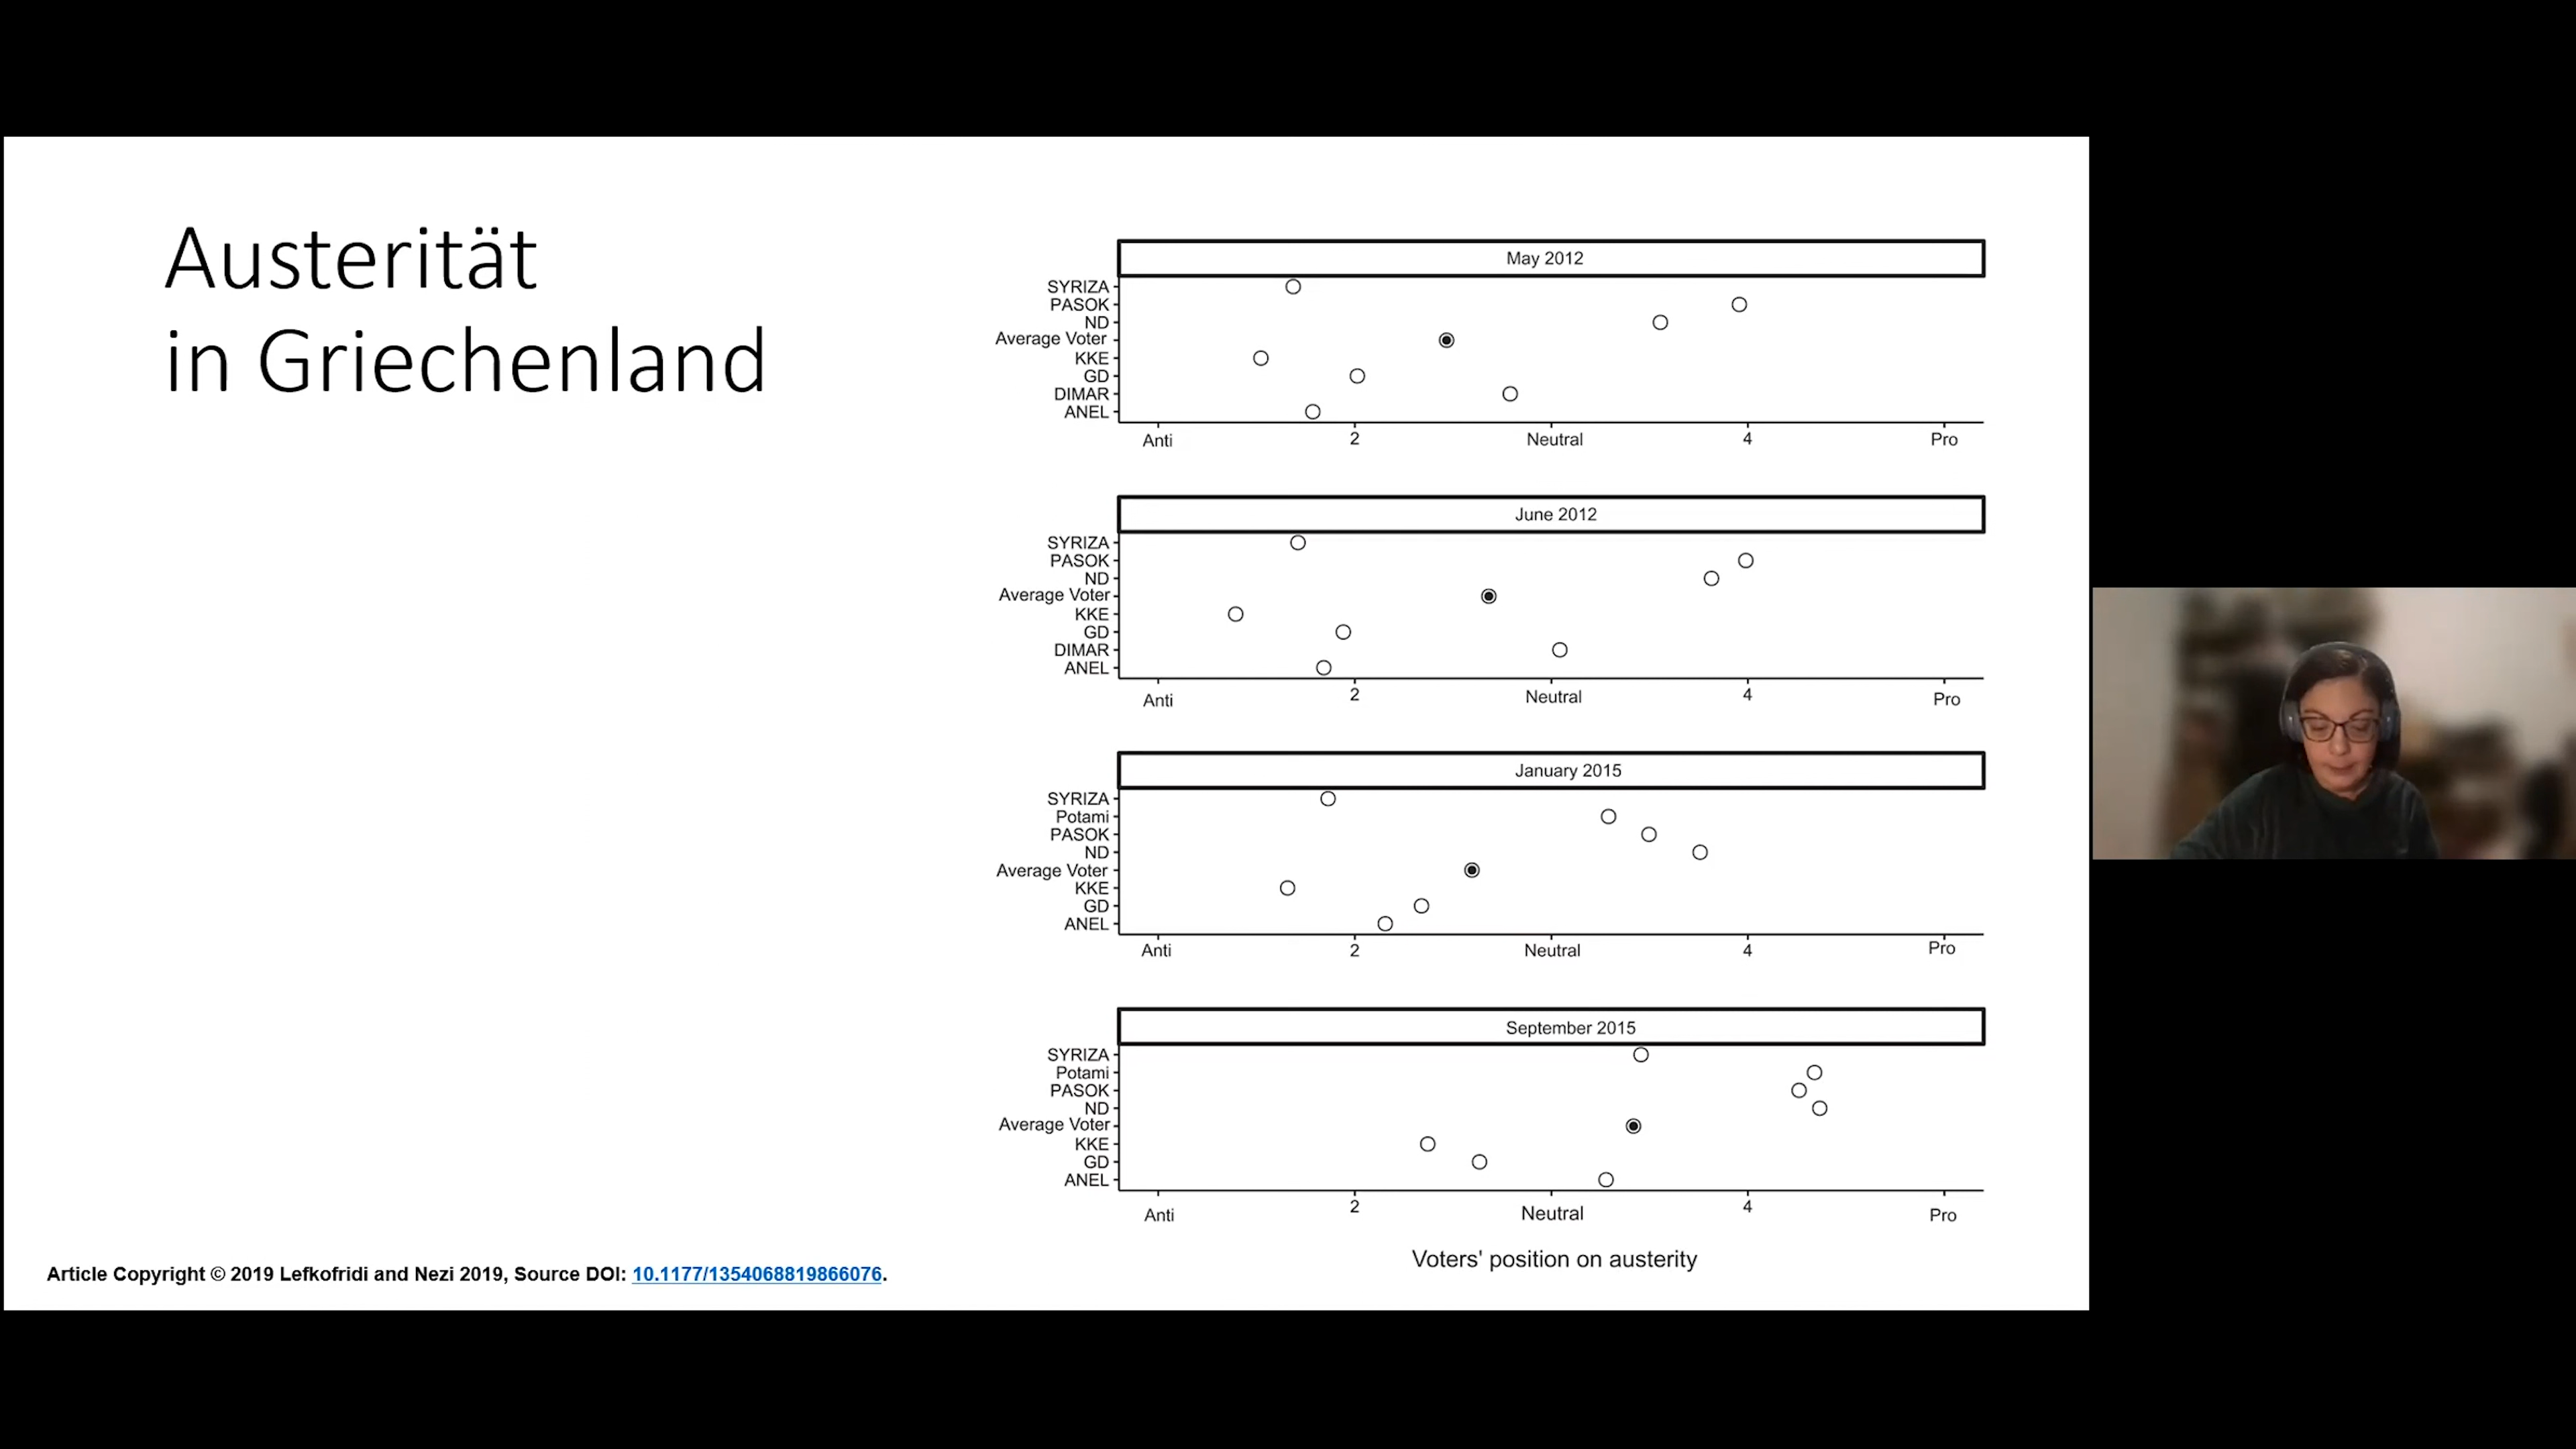 Austerität
in Griechenland
May 2012
SYRIZA
PASOK
ND
Average Voter
KKE
GD
DIMAR
ANEL
Anti 2 Neutral 4 Pro
June 2012
SYRIZA
PASOK
ND
Average Voter
KKE
GD
DIMAR
ANEL
Anti 2 Neutral 4 Pro
January 2015
SYRIZA
Potami
PASOK
ND
Average Voter
KKE
GD
ANEL
Anti 2 Neutral 4 Pro
September 2015
SYRIZA
Potami
PASOK
ND
Average Voter
KKE
GD
ANEL
Anti 2 Neutral 4 Pro
Voters' position on austerity
Article Copyright © 2019 Lefkofridi and Nezi 2019, Source DOI: 10.1177/1354068819866076.